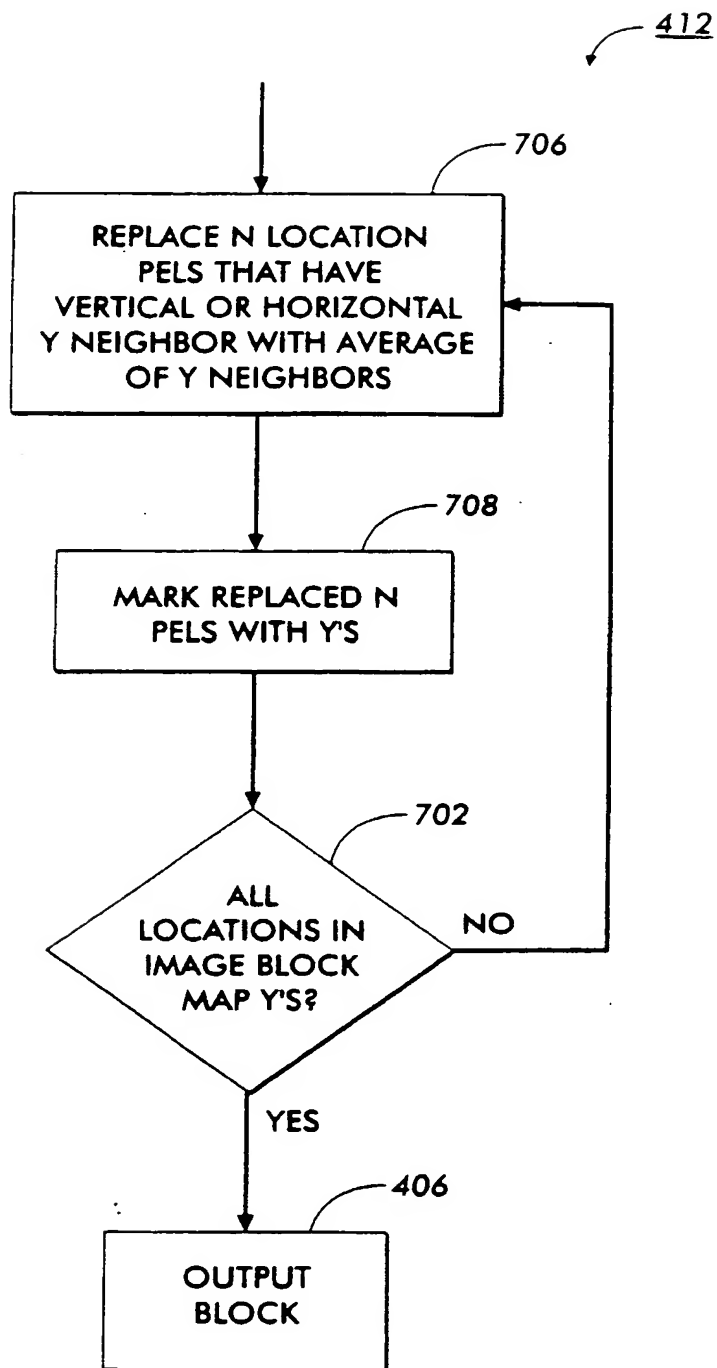 412
706
REPLACE N LOCATION
PELS THAT HAVE
VERTICAL OR HORIZONTAL
Y NEIGHBOR WITH AVERAGE
OF Y NEIGHBORS
708
MARK REPLACED N
PELS WITH Y'S
702
ALL
LOCATIONS IN
IMAGE BLOCK
MAP Y'S?
NO
YES
406
OUTPUT
BLOCK